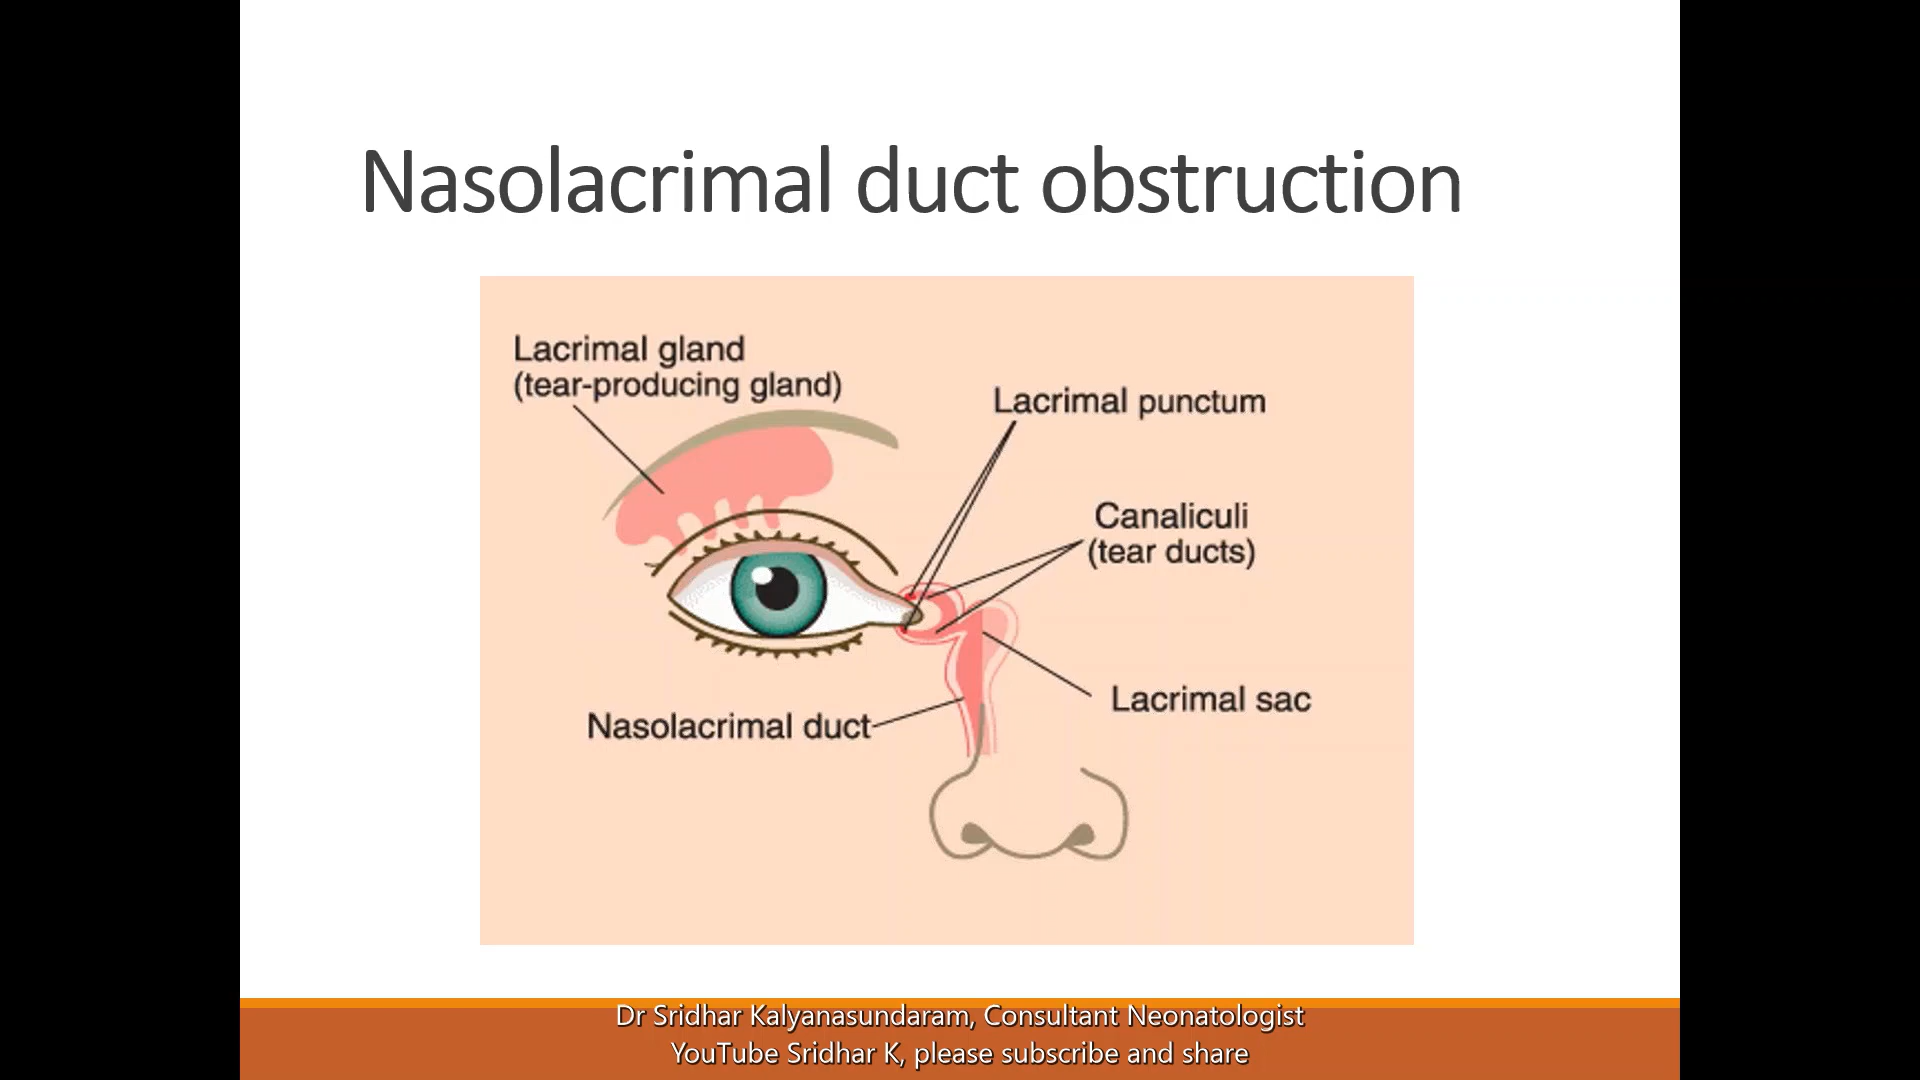 Nasolacrimal duct obstruction
Lacrimal gland
(tear-producing gland)
Lacrimal punctum
Canaliculi
(tear ducts)
Lacrimal sac
Nasolacrimal duct
Dr Sridhar Kalyanasundaram, Consultant Neonatologist
YouTube Sridhar K, please subscribe and share